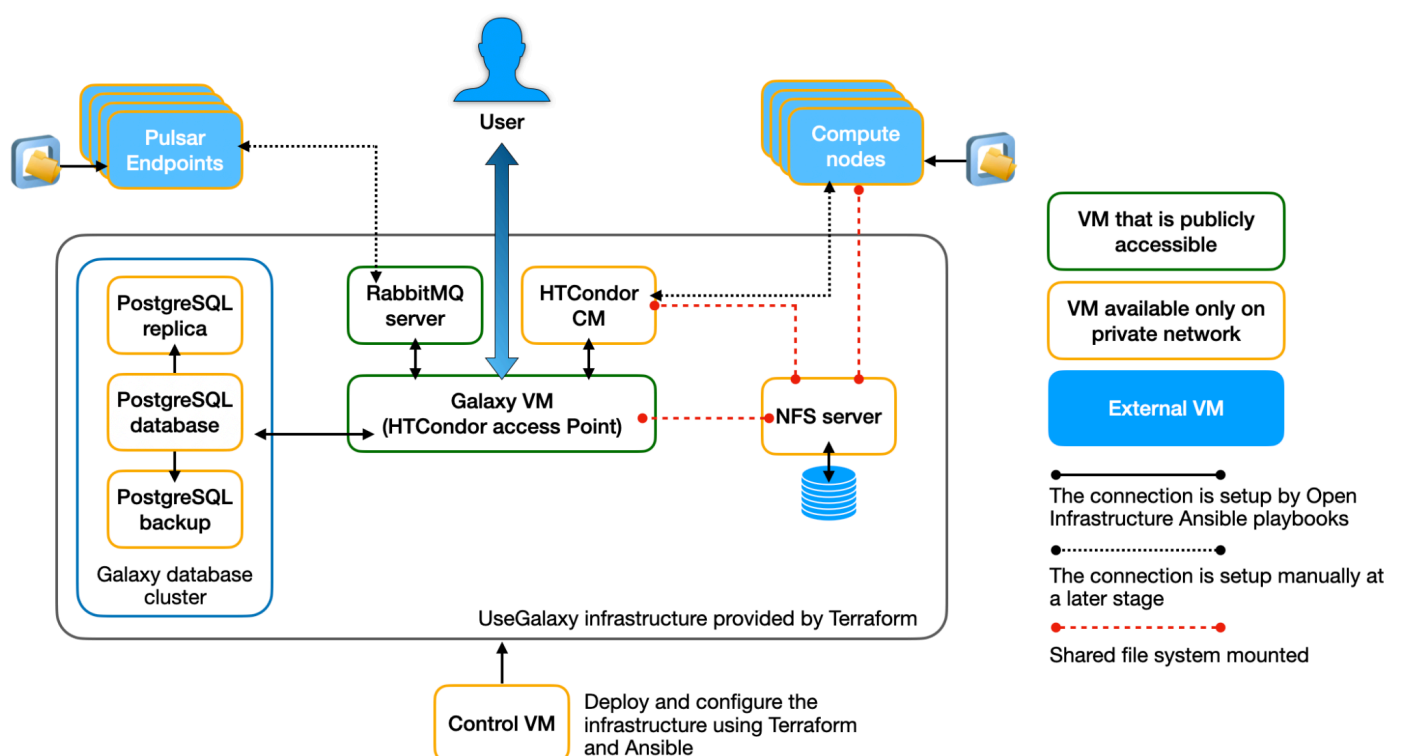 User
Pulsar
Endpoints
Compute
nodes
VM that is publicly
accessible
PostgreSQL
replica
RabbitMQ
server
HTCondor
CM
VM available only on
private network
PostgreSQL
database
Galaxy VM
(HTCondor access Point)
NFS server
External VM
PostgreSQL
backup
The connection is setup by Open
Infrastructure Ansible playbooks
Galaxy database
cluster
The connection is setup manually at
a later stage
UseGalaxy infrastructure provided by Terraform
Shared file system mounted
Control VM
Deploy and configure the
infrastructure using Terraform
and Ansible